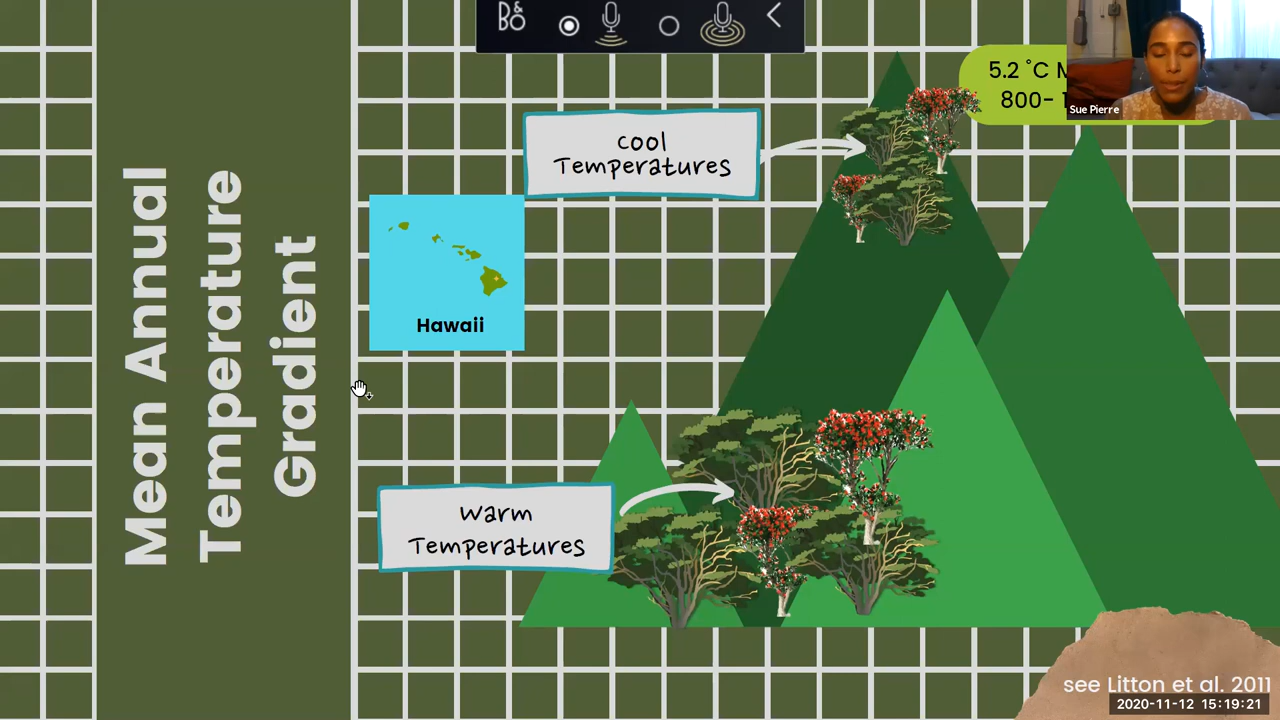 B&O
5.2 °C M
800-
Sue Pierre
Cool
Temperatures
Mean Annual
Temperature
Gradient
Hawaii
Warm
Temperatures
see Litton et al. 2011
2020-11-12 15:19:21